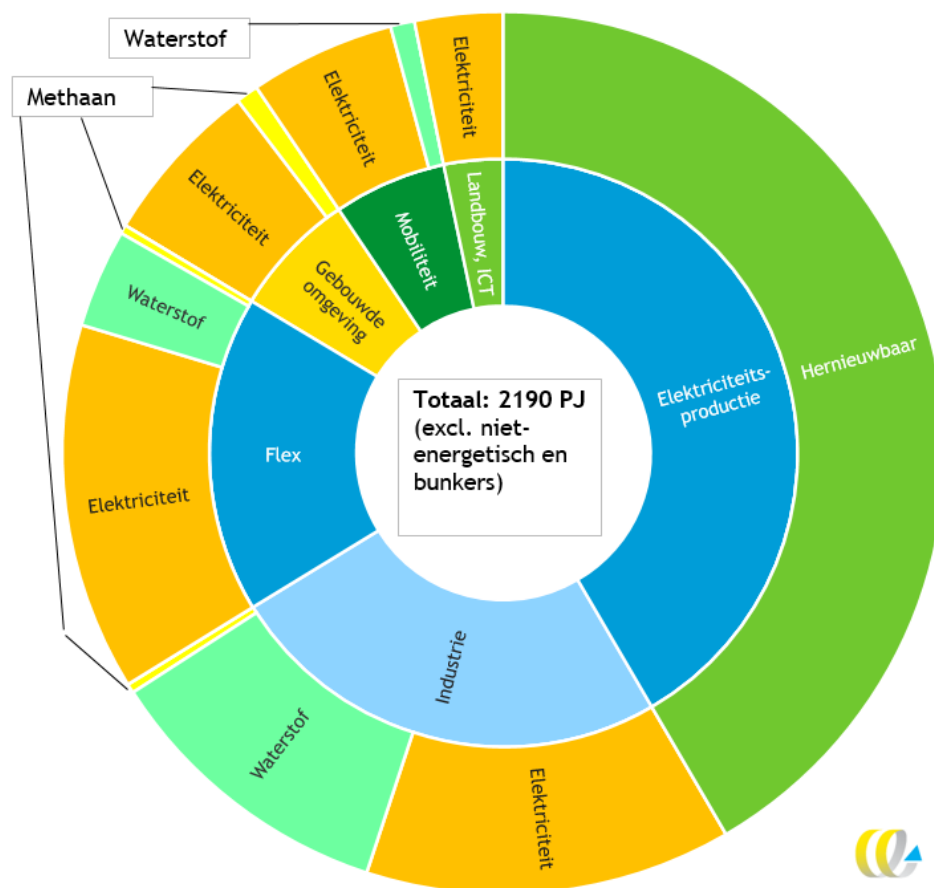 Waterstof
Methaan
Elektriciteit
Elektriciteit
Elektriciteit
Landbouw, ICT
Mobiliteit
Gebouwde
omgeving
Waterstof
Hernieuwbaar
Elektriciteits-
productie
Totaal: 2190 PJ
(excl. niet-
energetisch en
bunkers)
Flex
Elektriciteit
Industrie
Waterstof
Elektriciteit